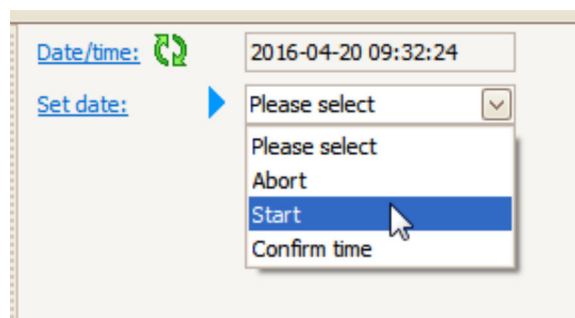 Date/time: 2016-04-20 09:32:24
Set date: Please select
Please select
Abort
Start
Confirm time